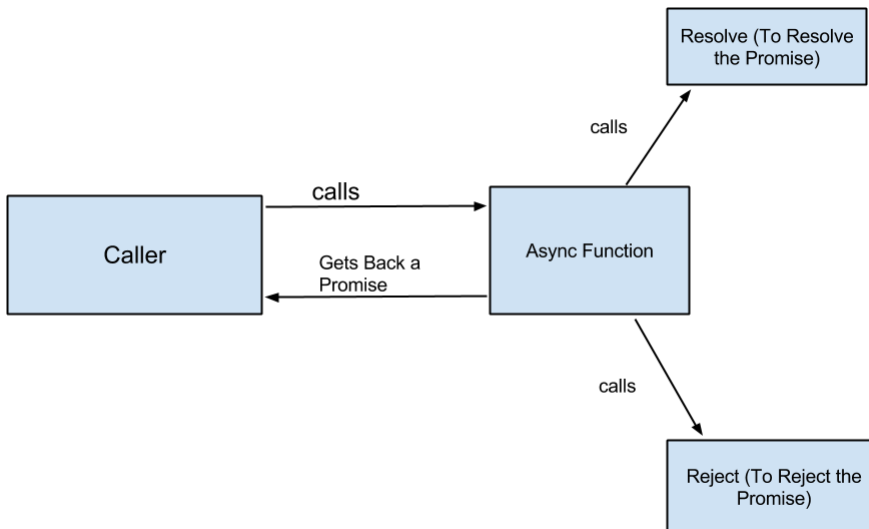 Resolve (To Resolve
the Promise)
calls
calls
Caller
Async Function
Gets Back a
Promise
calls
Reject (To Reject the
Promise)